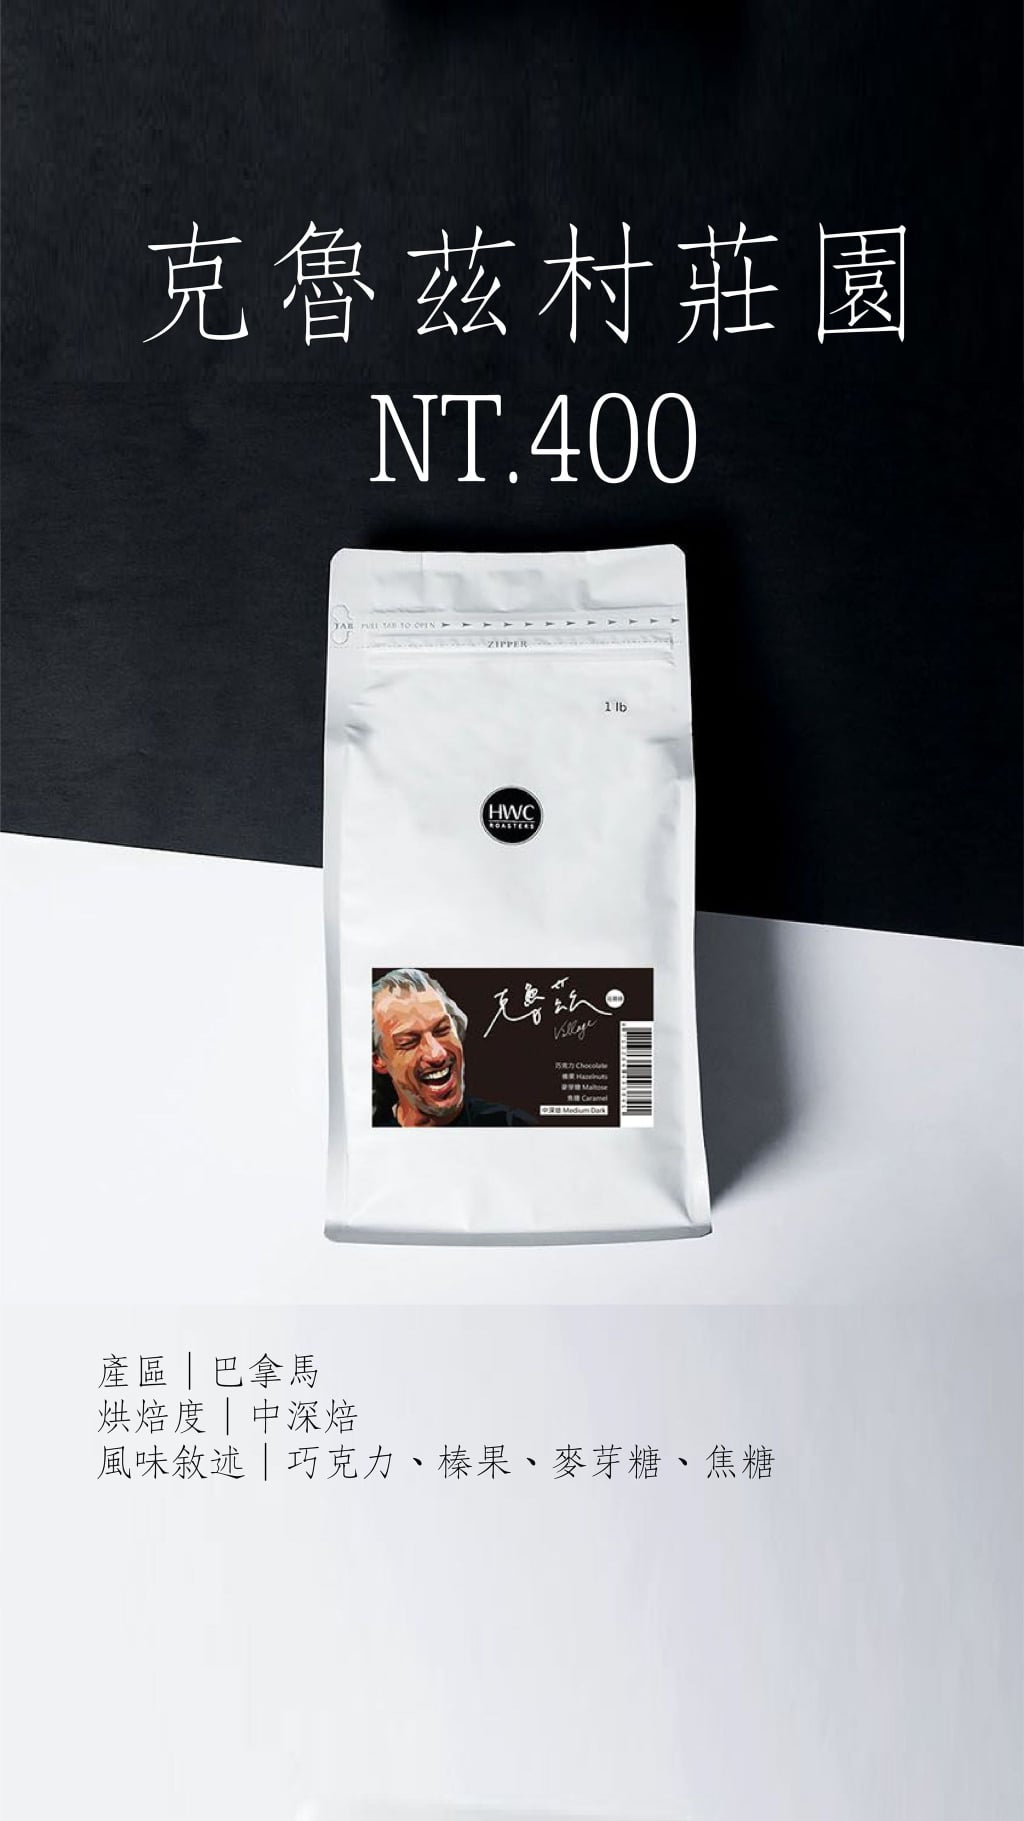 克魯茲村莊園
NT.400
TAB PULL TAB TO OPEN
ZIPPER
1 lb
HWC
ROASTERS
克魯茲
Village
巧克力 Chocolate
榛果 Hazelnuts
麥芽糖 Maltose
焦糖 Caramel
中深焙 Medium Dark
產區｜巴拿馬
烘焙度｜中深焙
風味敘述｜巧克力、榛果、麥芽糖、焦糖